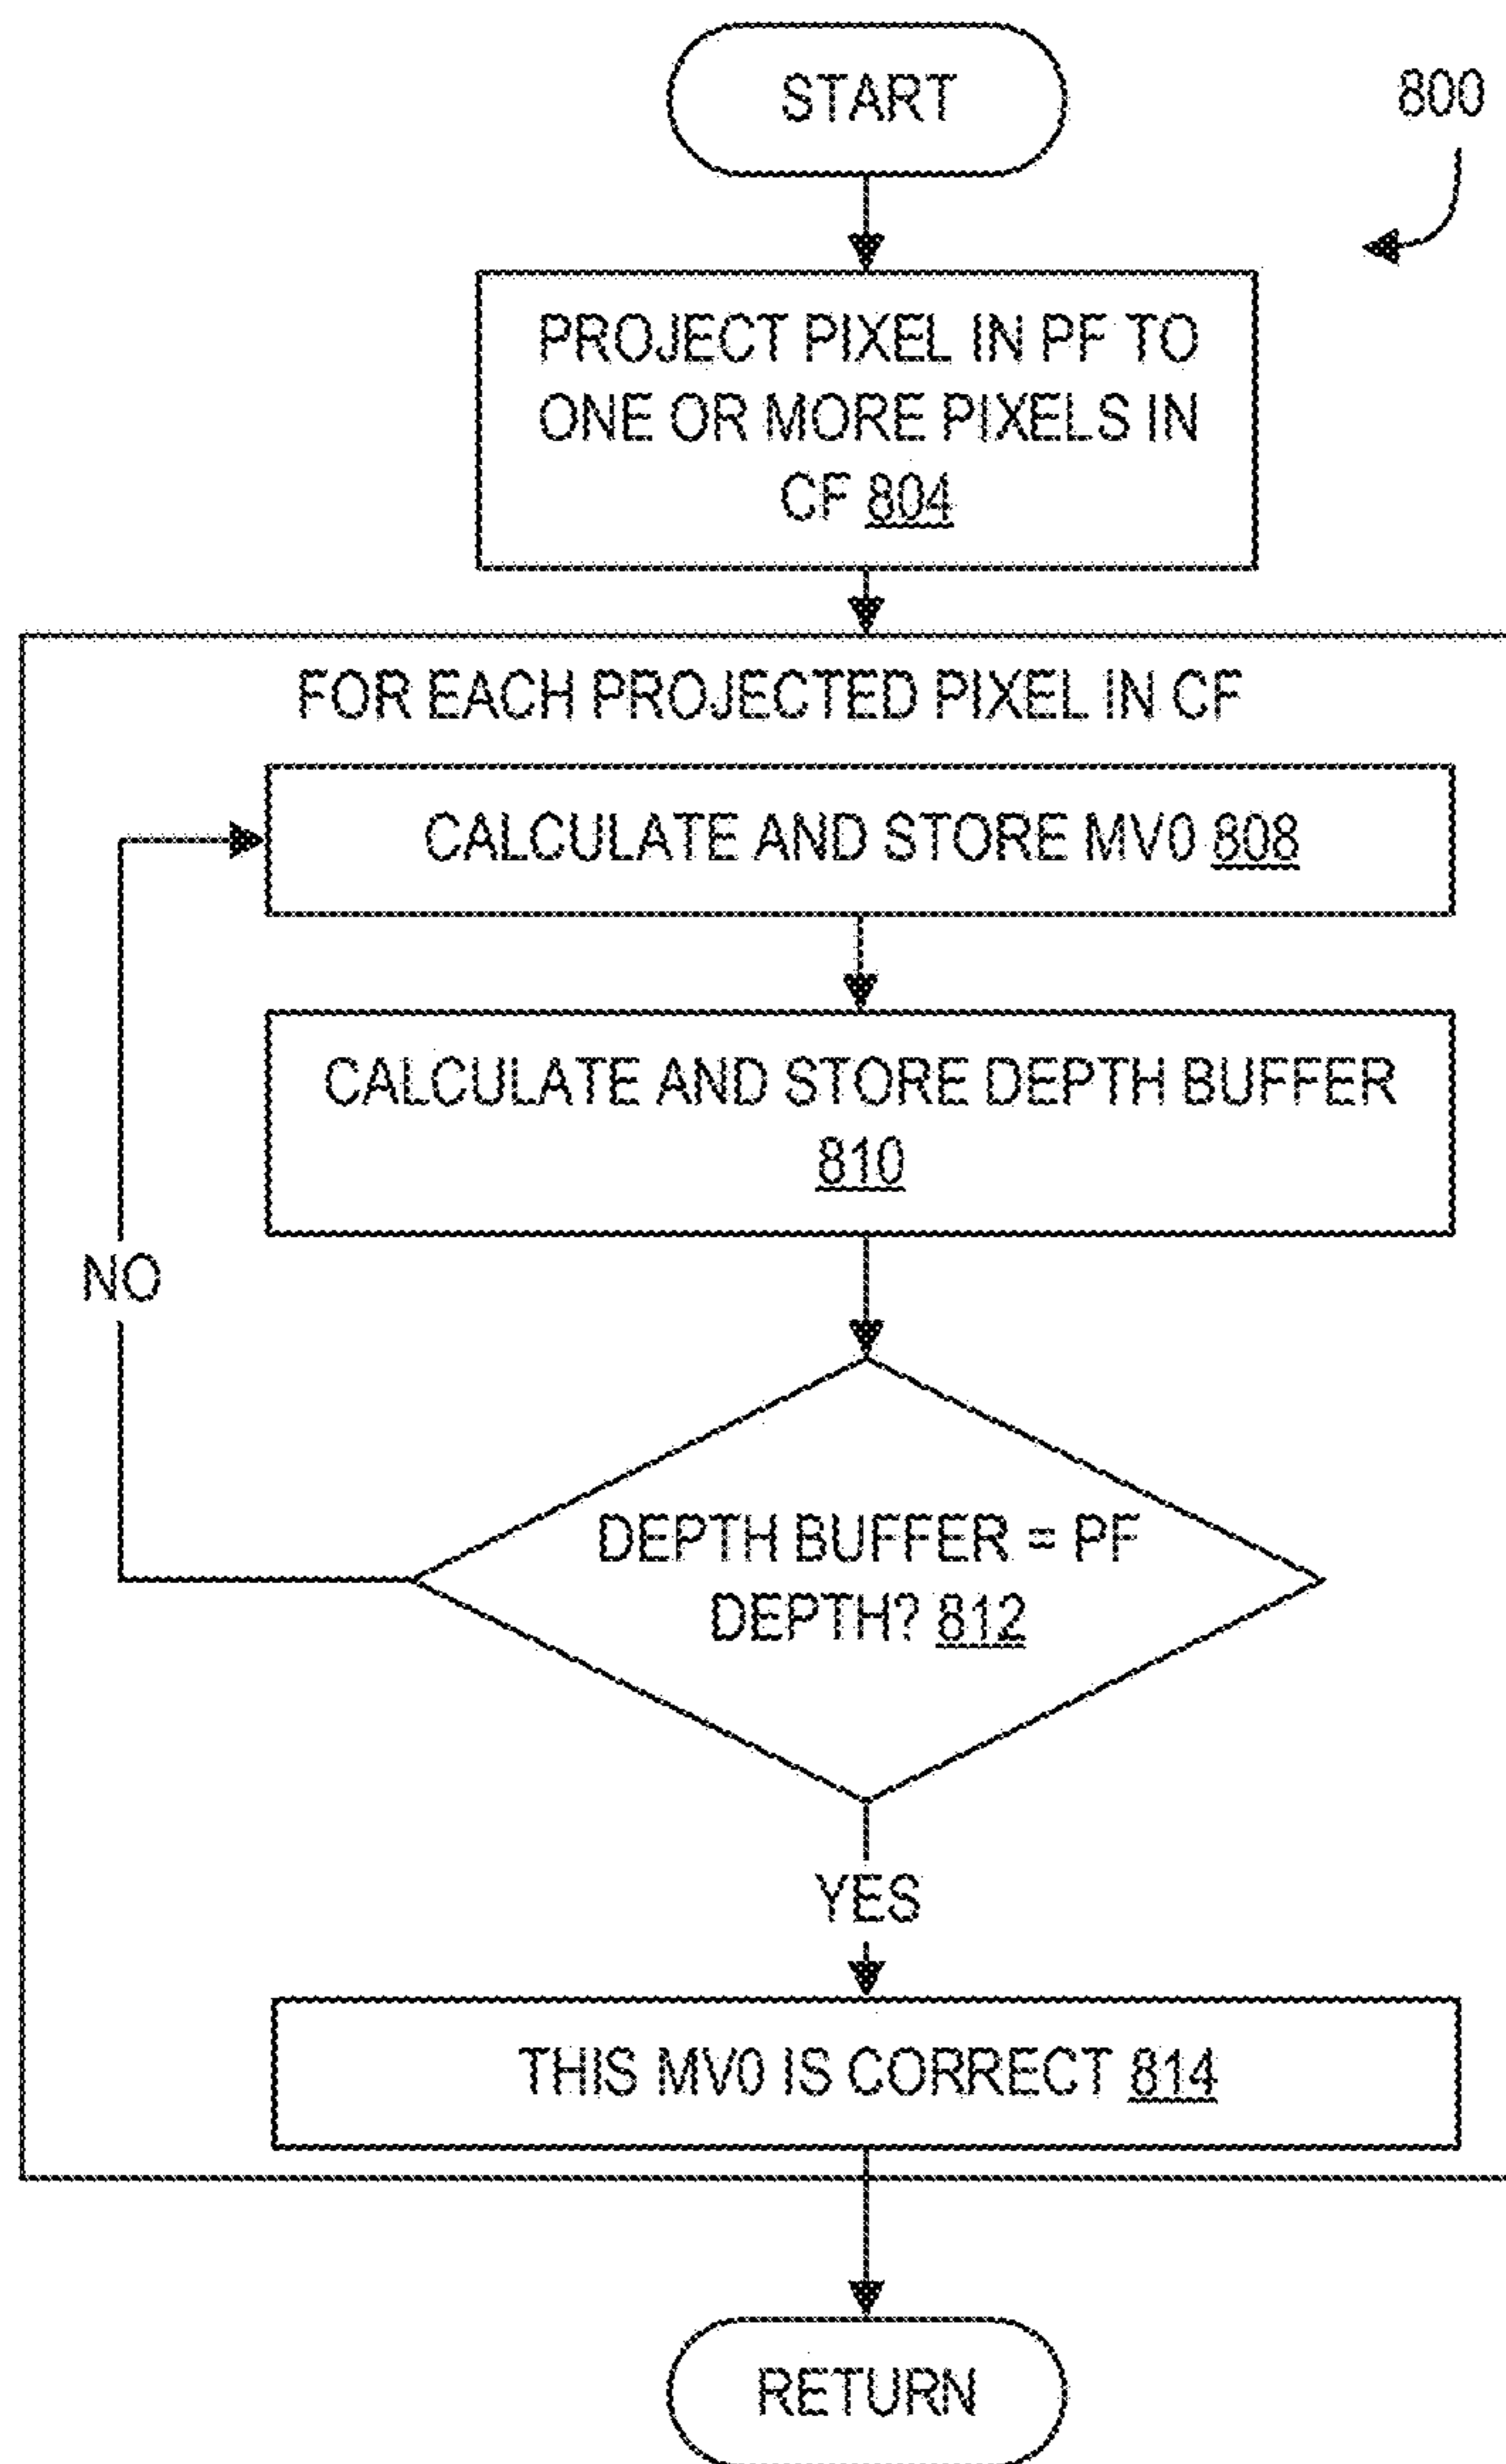 START
800
PROJECT PIXEL IN PF TO
ONE OR MORE PIXELS IN
CF 804
FOR EACH PROJECTED PIXEL IN CF
CALCULATE AND STORE MV0 808
CALCULATE AND STORE DEPTH BUFFER
810
NO
DEPTH BUFFER = PF
DEPTH? 812
YES
THIS MV0 IS CORRECT 814
RETURN